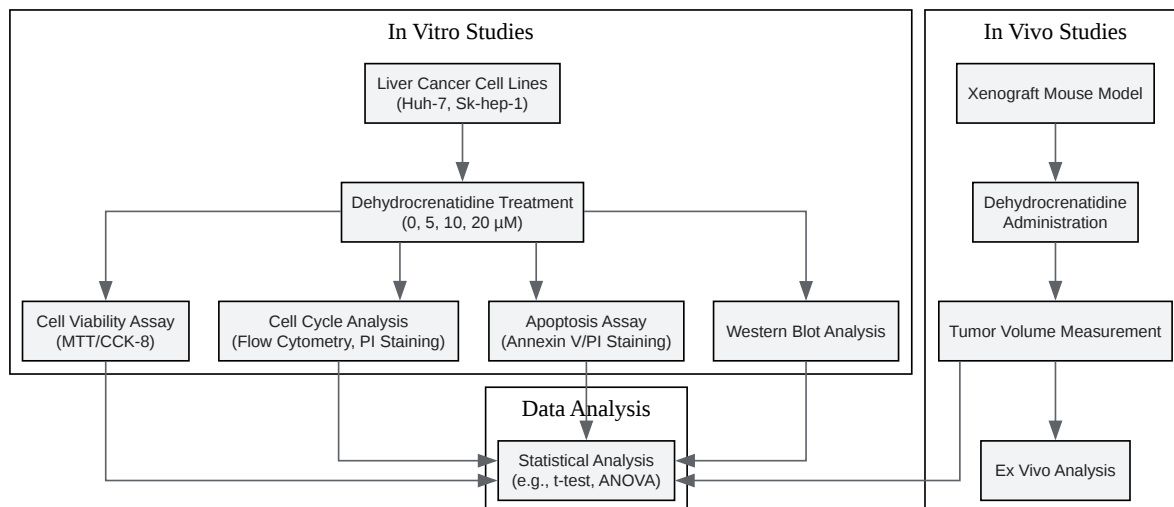 In Vitro Studies
Liver Cancer Cell Lines
(Huh-7, Sk-hep-1)
Dehydrocrenatidine Treatment
(0, 5, 10, 20 µM)
Cell Viability Assay
(MTT/CCK-8)
Cell Cycle Analysis
(Flow Cytometry, PI Staining)
Apoptosis Assay
(Annexin V/PI Staining)
Western Blot Analysis
Data Analysis
Statistical Analysis
(e.g., t-test, ANOVA)
In Vivo Studies
Xenograft Mouse Model
Dehydrocrenatidine
Administration
Tumor Volume Measurement
Ex Vivo Analysis